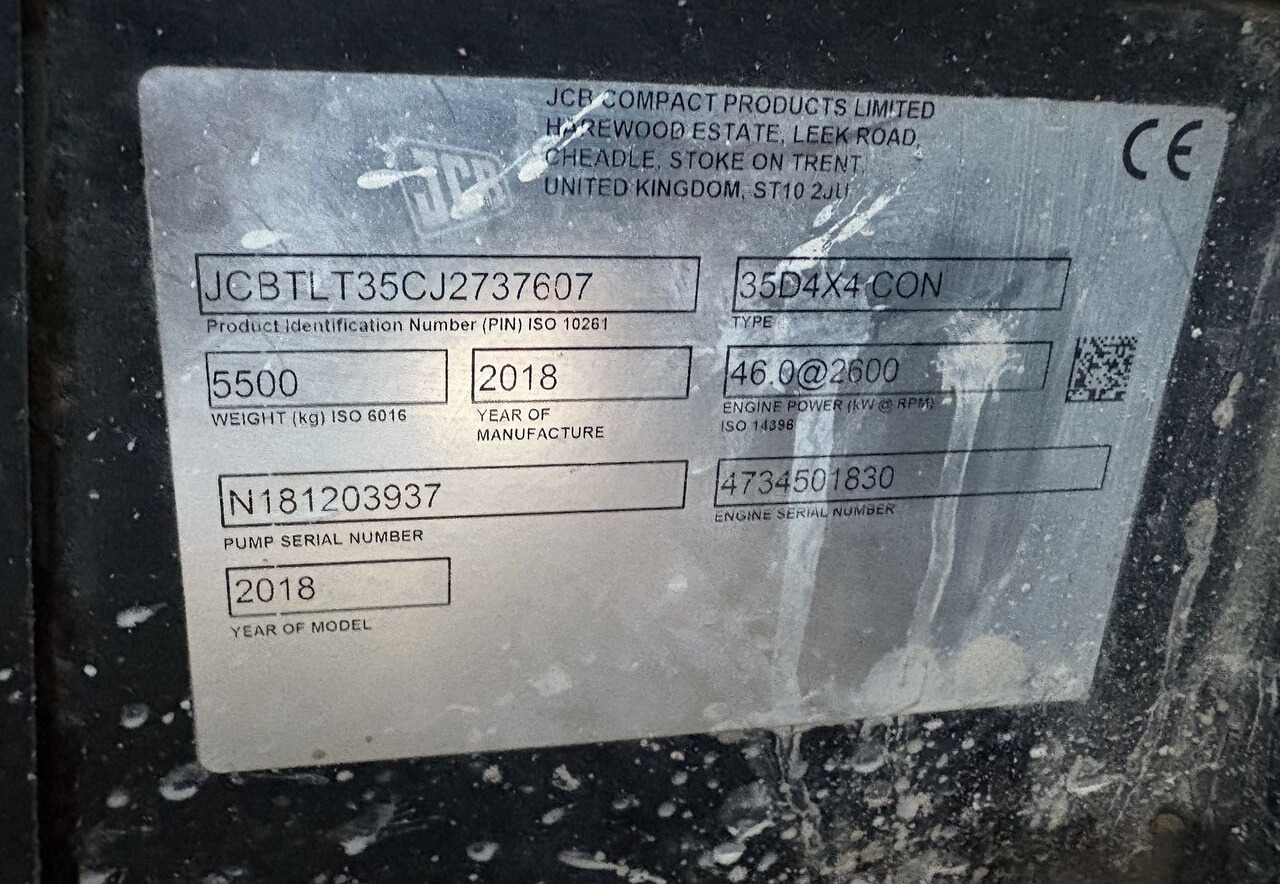 JCB COMPACT PRODUCTS LIMITED
HAREWOOD ESTATE, LEEK ROAD,
CHEADLE, STOKE ON TRENT,
UNITED KINGDOM, ST10 2JU
CE
JCB
JCBTLT35CJ2737607
Product Identification Number (PIN) ISO 10261
35D4X4 CON
TYPE
5500
WEIGHT (kg) ISO 6016
2018
YEAR OF
MANUFACTURE
46.0@2600
ENGINE POWER (kW @ RPM)
ISO 14396
N181203937
PUMP SERIAL NUMBER
4734501830
ENGINE SERIAL NUMBER
2018
YEAR OF MODEL